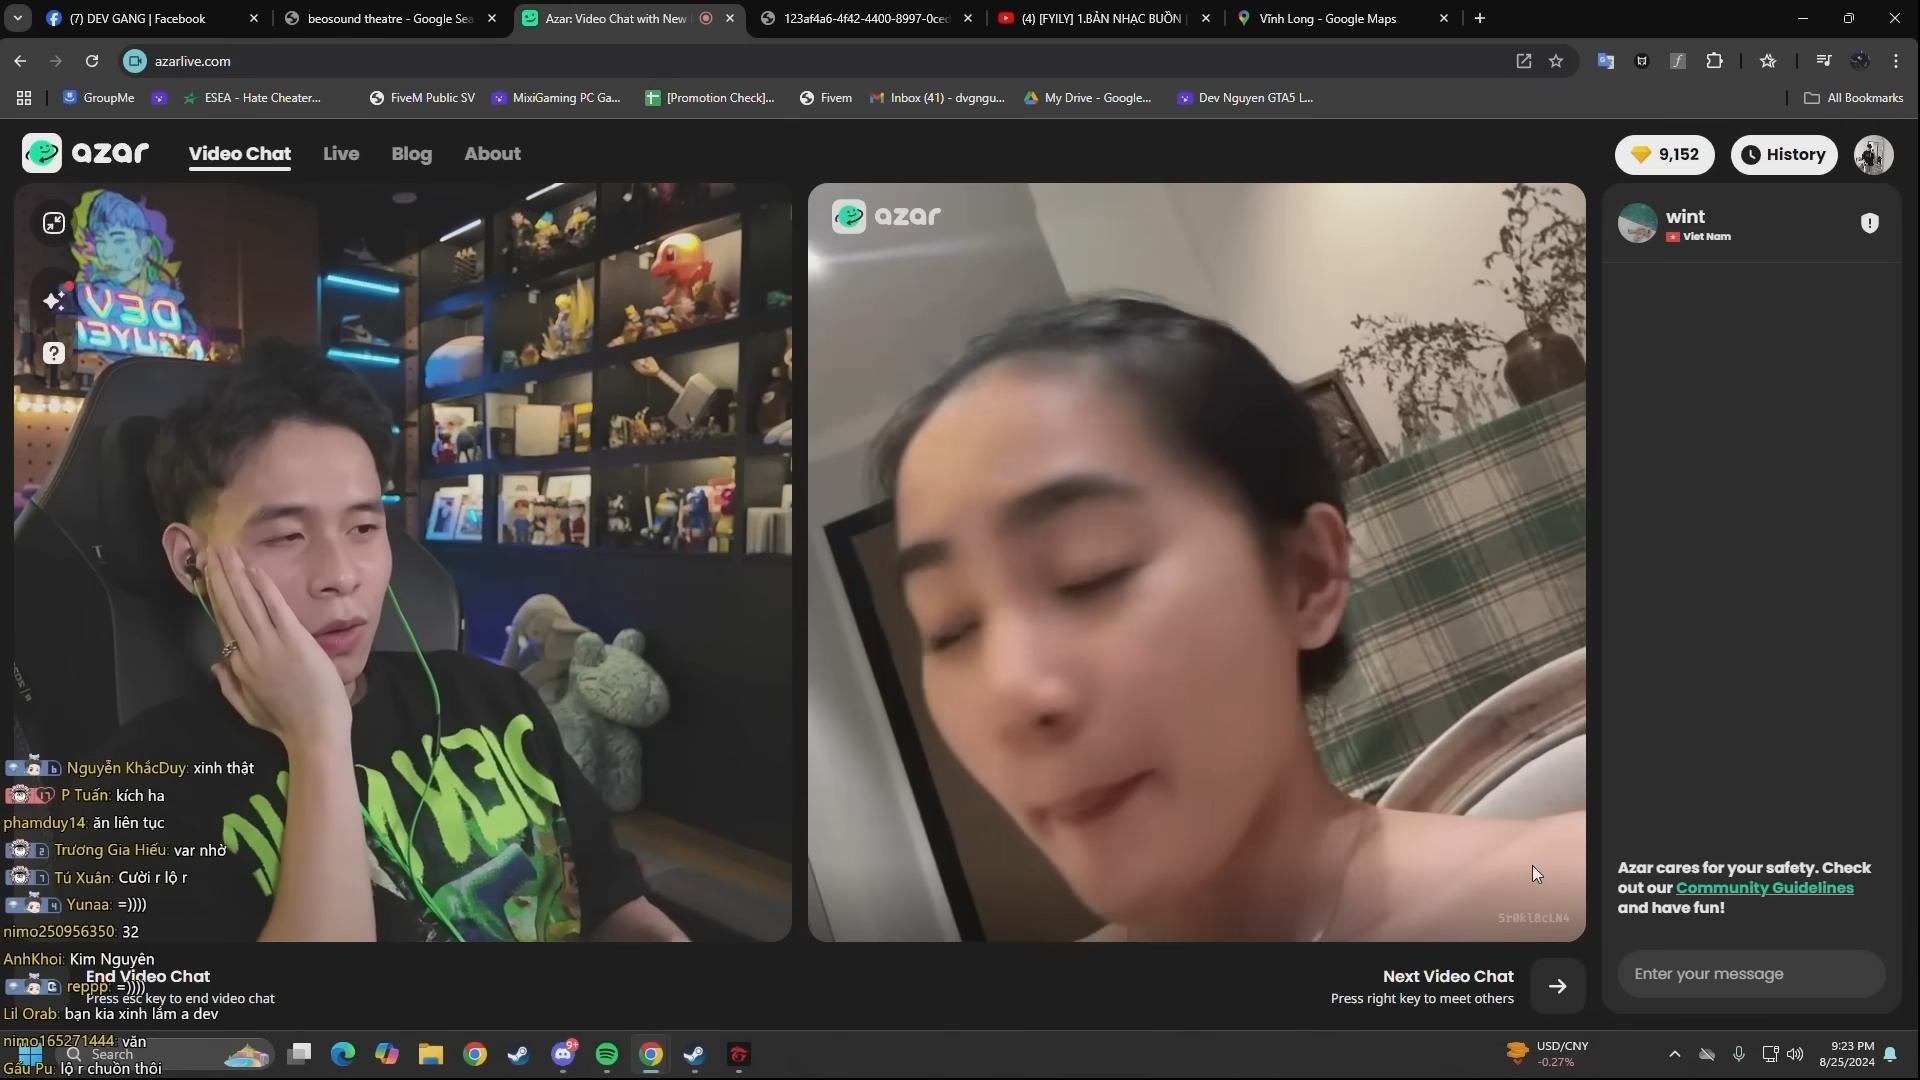 (7) DEV GANG | Facebook
beosound theatre - Google Sea
Azar: Video Chat with New
123af4a6-4f42-4400-8997-0ced
(4) [FYILY] 1.BẢN NHẠC BUỒN
Vĩnh Long - Google Maps
azarlive.com
GroupMe
ESEA - Hate Cheater...
FiveM Public SV
MixiGaming PC Ga...
[Promotion Check]...
Fivem
Inbox (41) - dvgngu...
My Drive - Google...
Dev Nguyen GTA5 L...
All Bookmarks
azar
Video Chat
Live
Blog
About
9,152
History
azar
wint
Viet Nam
DEV
Nguyễn KhắcDuy: xinh thật
P Tuấn: kích ha
phamduy14: ăn liên tục
Trương Gia Hiếu: var nhờ
Tú Xuân: Cười r lộ r
Yunaa: =))))
nimo250956350: 32
AnhKhoi: Kim Nguyên
reppp: =))))
Lil Orab: bạn kia xinh lắm a dev
nimo165271444: văn
Gấu Pu: lộ r chuồn thôi
End Video Chat
Press esc key to end video chat
Next Video Chat
Press right key to meet others
5r0kl8cLN4
Azar cares for your safety. Check
out our Community Guidelines
and have fun!
Enter your message
Search
9+
USD/CNY
-0.27%
9:23 PM
8/25/2024